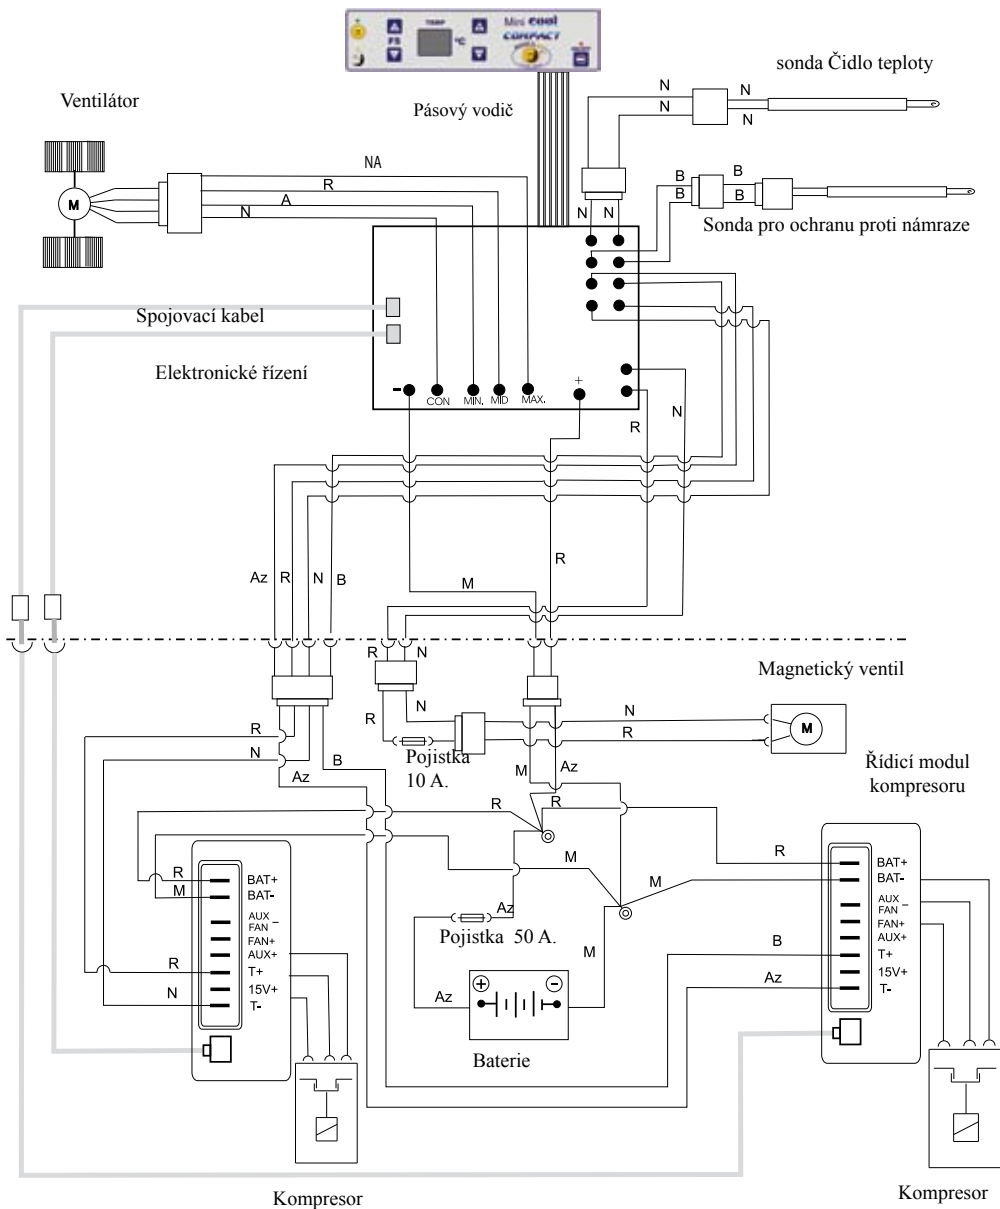 TEMP
Mini cool
COMPACT
FS
°C
sonda Čidlo teploty
Ventilátor
Pásový vodič
N
N
N
N
NA
R
A
N
M
B
B
B
B
N
N
Sonda pro ochranu proti námraze
Spojovací kabel
Elektronické řízení
−
CON
MIN.
MID
MAX.
+
R
N
R
Az
R
N
B
M
R
N
Magnetický ventil
R
N
N
R
M
R
N
Pojistka
10 A.
Az
B
M
Az
Řídicí modul
kompresoru
R
R
R
M
R
M
M
BAT+
BAT-
AUX
FAN −
FAN+
AUX+
T+
15V+
T-
R
N
Az
Pojistka 50 A.
M
B
Az
BAT+
BAT-
AUX
FAN −
FAN+
AUX+
T+
15V+
T-
+
−
Az
Baterie
Kompresor
Kompresor